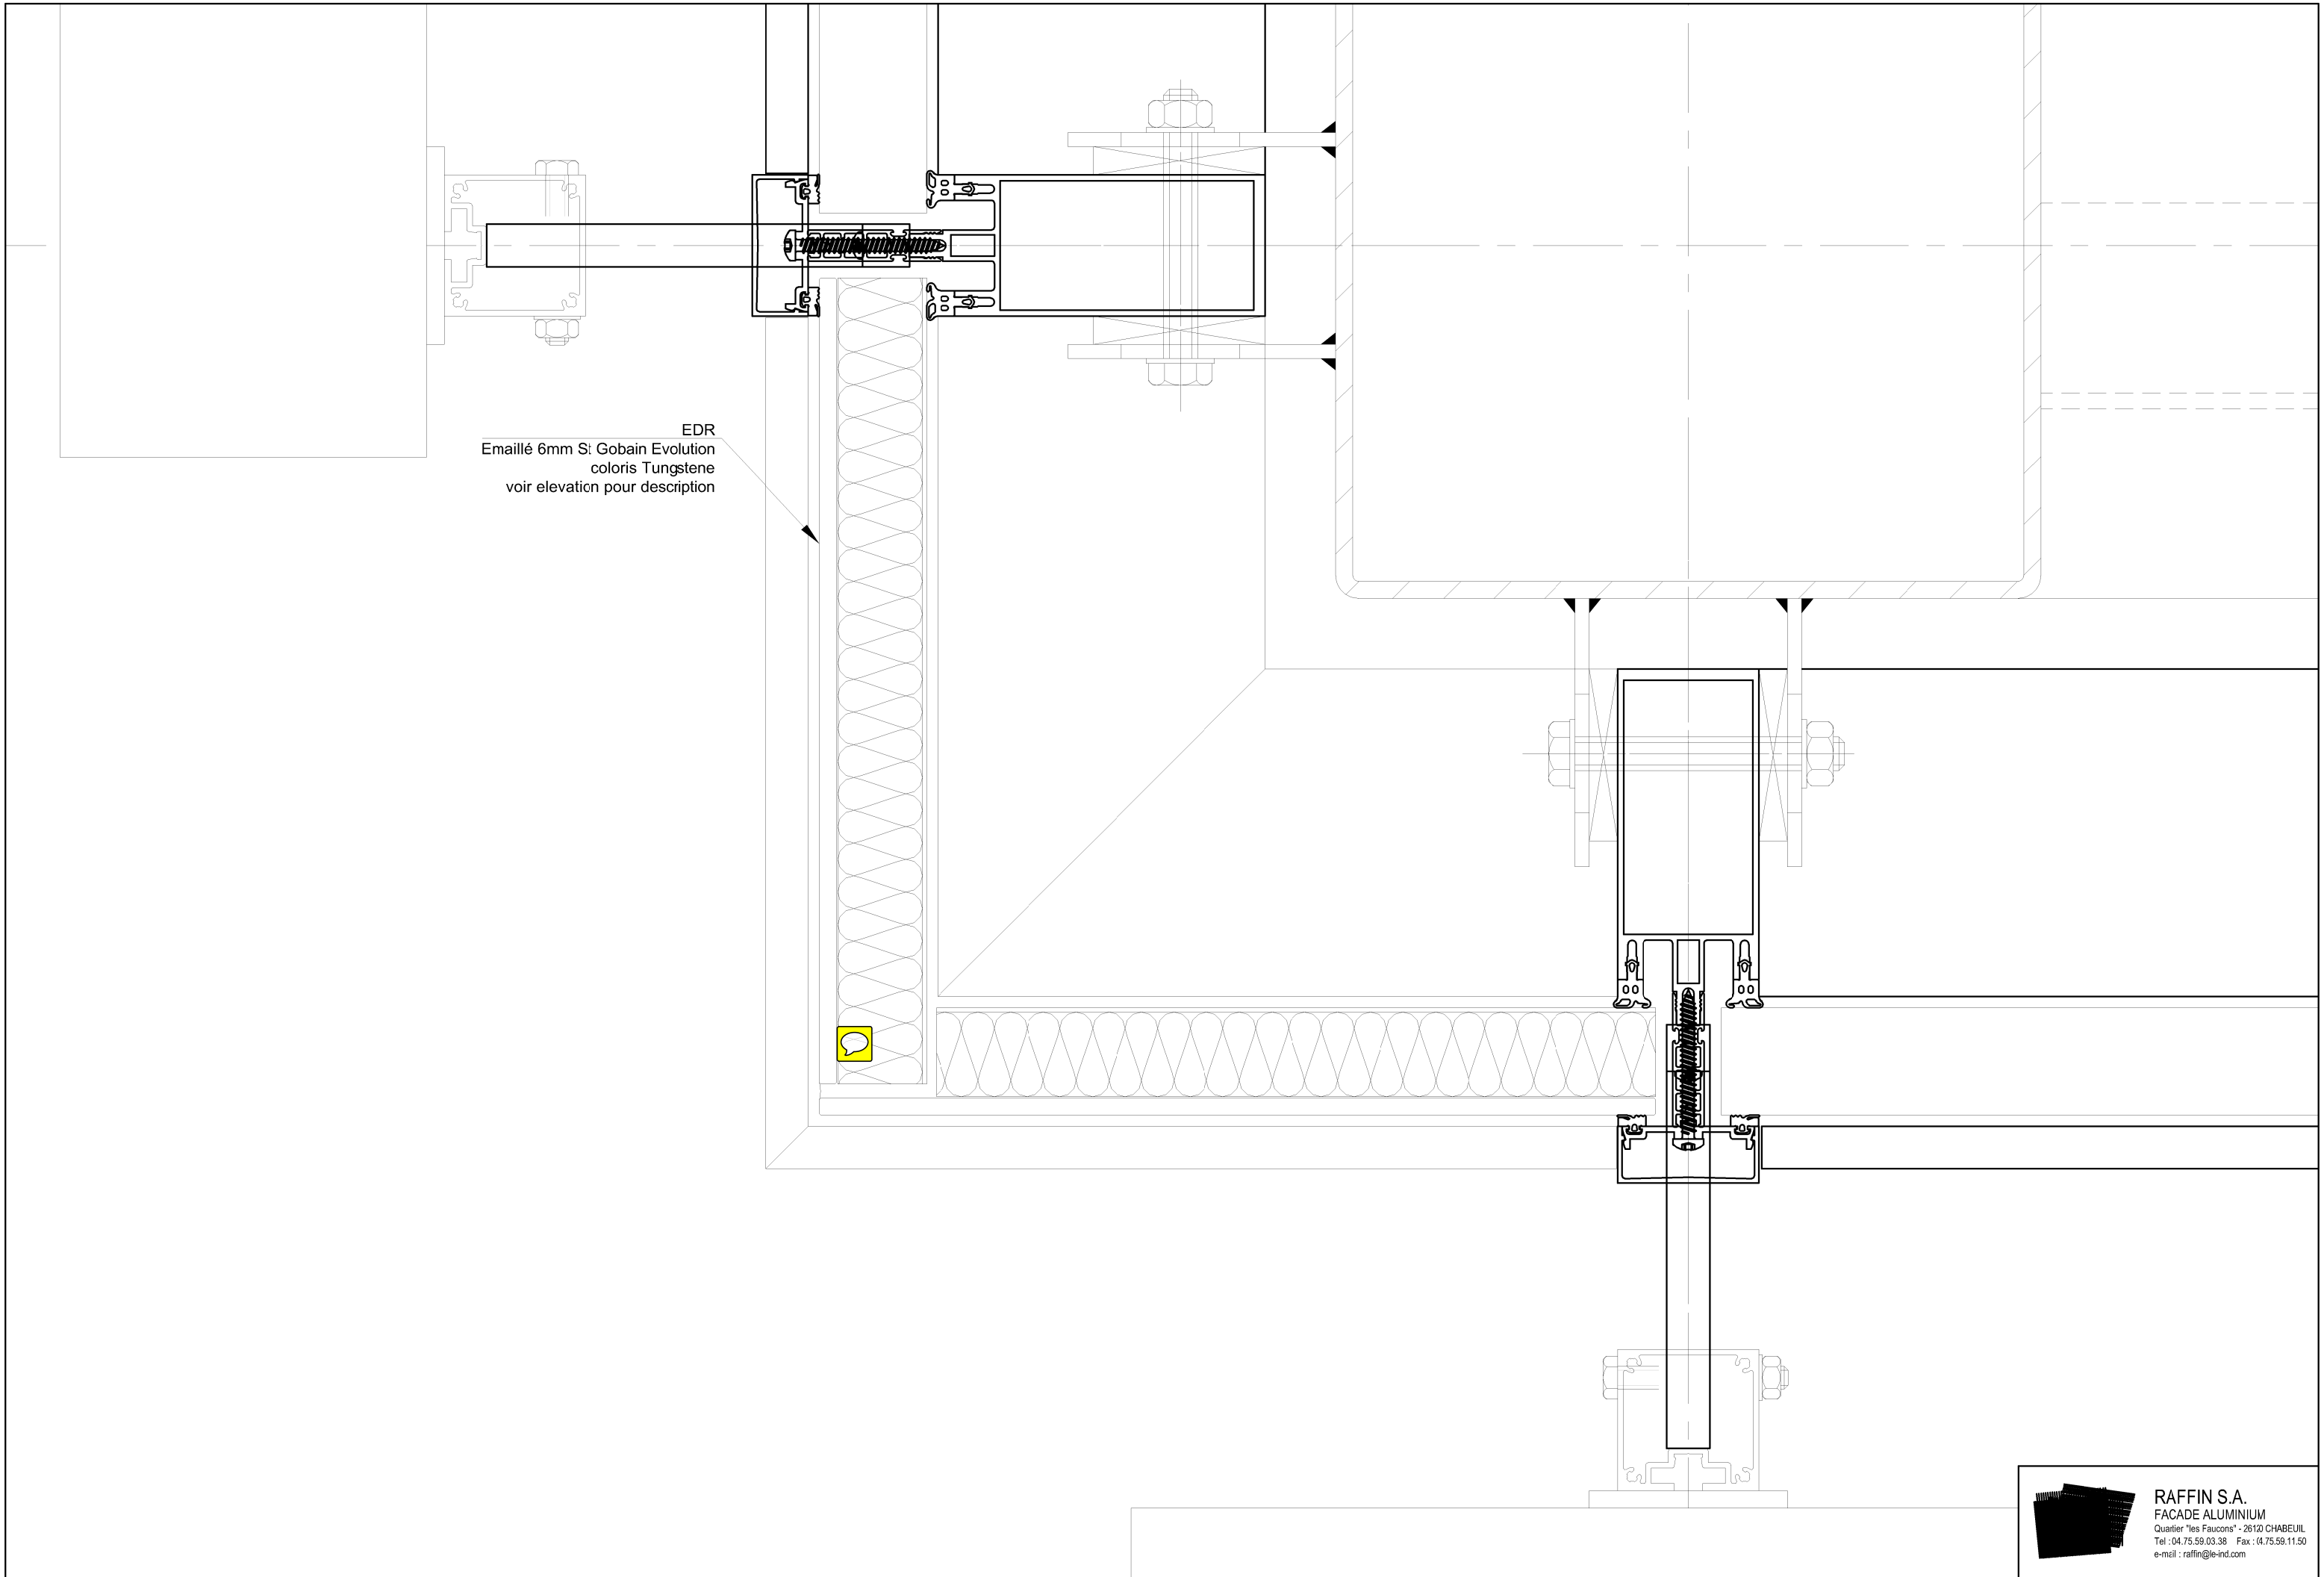 EDR
Emaillé 6mm St Gobain Evolution
coloris Tungstene
voir elevation pour description
RAFFIN S.A.
FACADE ALUMINIUM
Quartier "les Faucons" - 26120 CHABEUIL
Tel : 04.75.59.03.38 Fax : 04.75.59.11.50
e-mail : raffin@le-ind.com